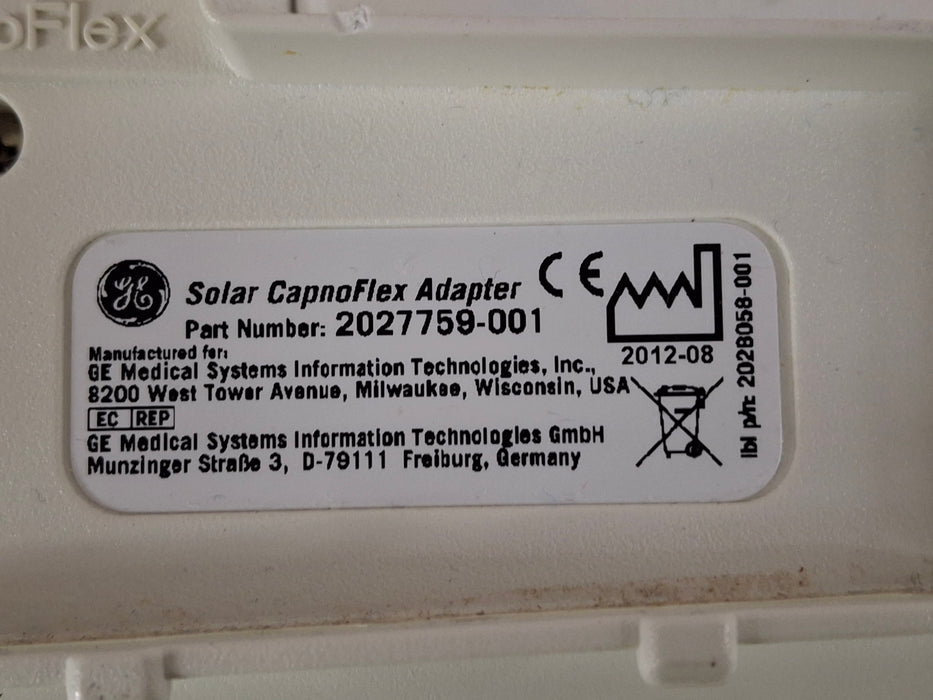 oFlex
GE
Solar CapnoFlex Adapter
CE
Part Number: 2027759-001
2012-08
Manufactured for:
GE Medical Systems Information Technologies, Inc.,
8200 West Tower Avenue, Milwaukee, Wisconsin, USA
EC REP
GE Medical Systems Information Technologies GmbH
Munzinger Straße 3, D-79111 Freiburg, Germany
lbl p/n: 2028058-001